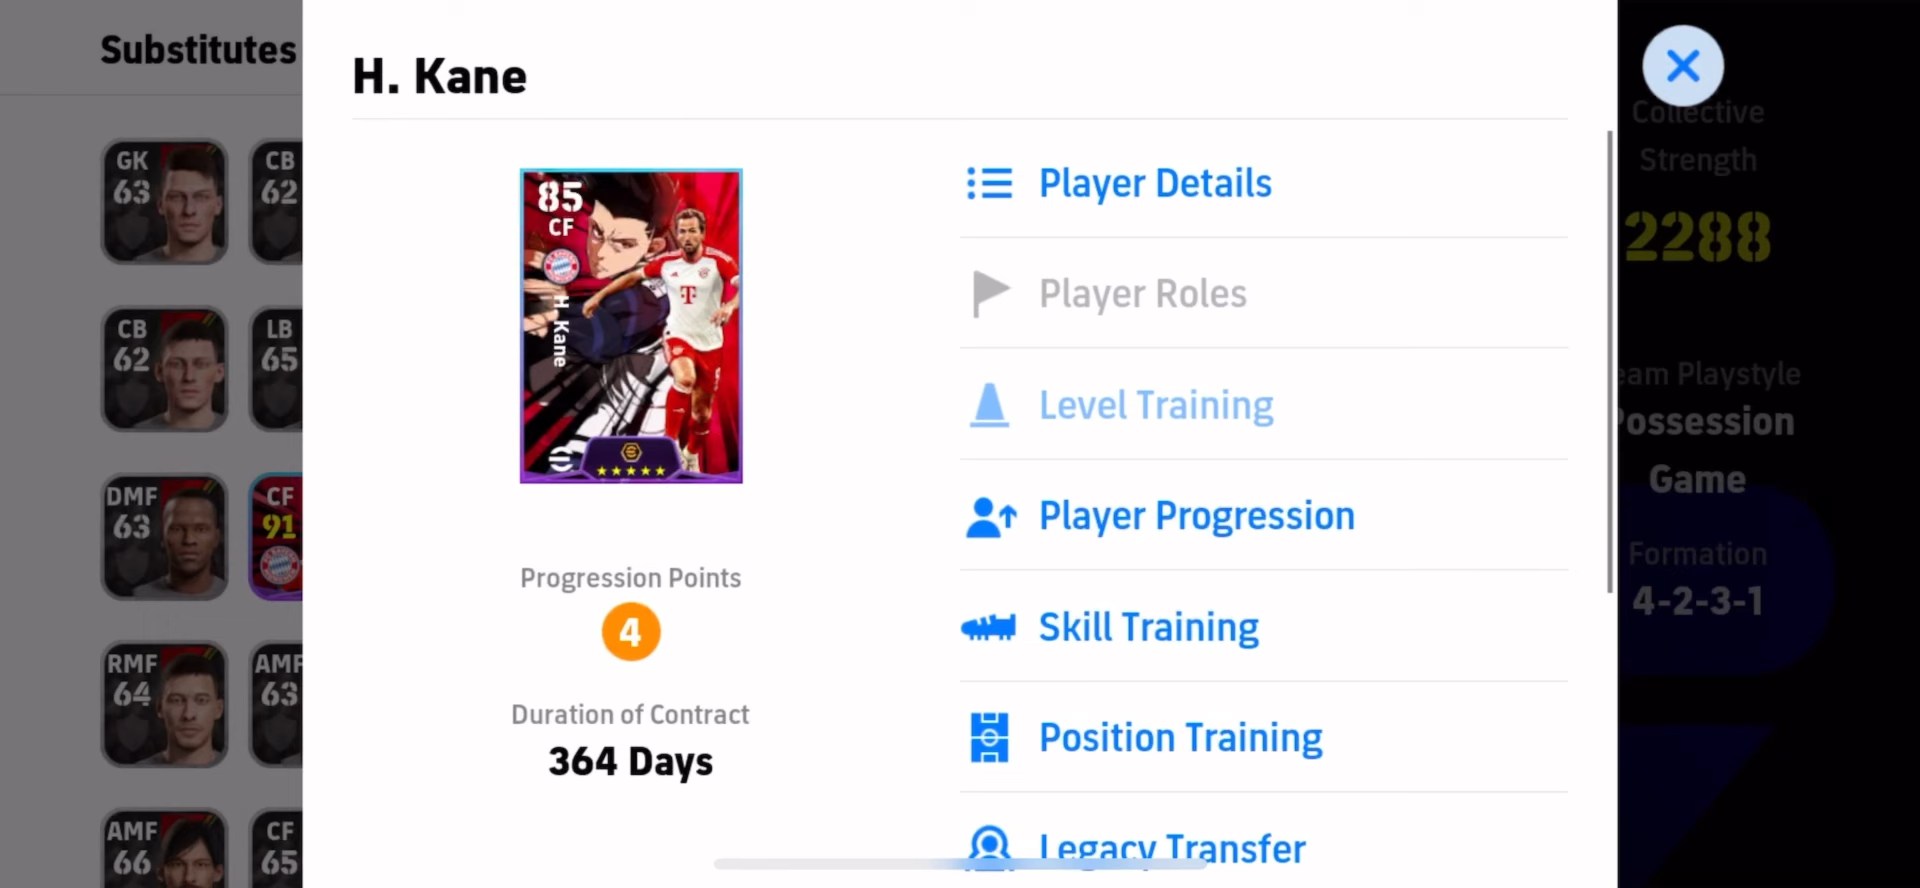 Substitutes
GK
63
CB
62
CB
62
LB
65
DMF
63
CF
91
RMF
64
AMF
63
AMF
66
CF
65
H. Kane
85
CF
H. Kane
T
Progression Points
4
Duration of Contract
364 Days
Player Details
Player Roles
Level Training
Player Progression
Skill Training
Position Training
Legacy Transfer
Collective
Strength
2288
eam Playstyle
Possession
Game
Formation
4-2-3-1